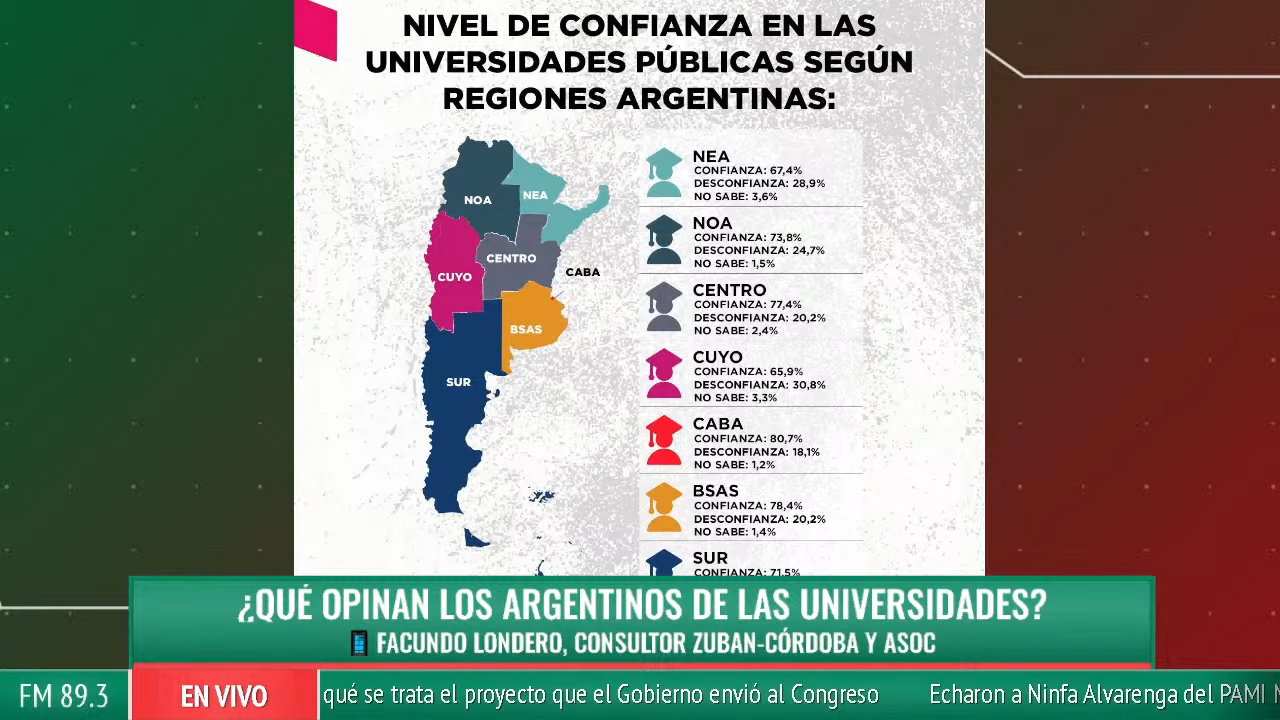 NIVEL DE CONFIANZA EN LAS
UNIVERSIDADES PÚBLICAS SEGÚN
REGIONES ARGENTINAS:
NOA
NEA
CENTRO
CUYO
CABA
BSAS
SUR
NEA
CONFIANZA: 67,4%
DESCONFIANZA: 28,9%
NO SABE: 3,6%
NOA
CONFIANZA: 73,8%
DESCONFIANZA: 24,7%
NO SABE: 1,5%
CENTRO
CONFIANZA: 77,4%
DESCONFIANZA: 20,2%
NO SABE: 2,4%
CUYO
CONFIANZA: 65,9%
DESCONFIANZA: 30,8%
NO SABE: 3,3%
CABA
CONFIANZA: 80,7%
DESCONFIANZA: 18,1%
NO SABE: 1,2%
BSAS
CONFIANZA: 78,4%
DESCONFIANZA: 20,2%
NO SABE: 1,4%
SUR
CONFIANZA: 71,5%
¿QUÉ OPINAN LOS ARGENTINOS DE LAS UNIVERSIDADES?
FACUNDO LONDERO, CONSULTOR ZUBAN-CÓRDOBA Y ASOC
FM 89.3 EN VIVO qué se trata el proyecto que el Gobierno envió al Congreso Echaron a Ninfa Alvarenga del PAMI